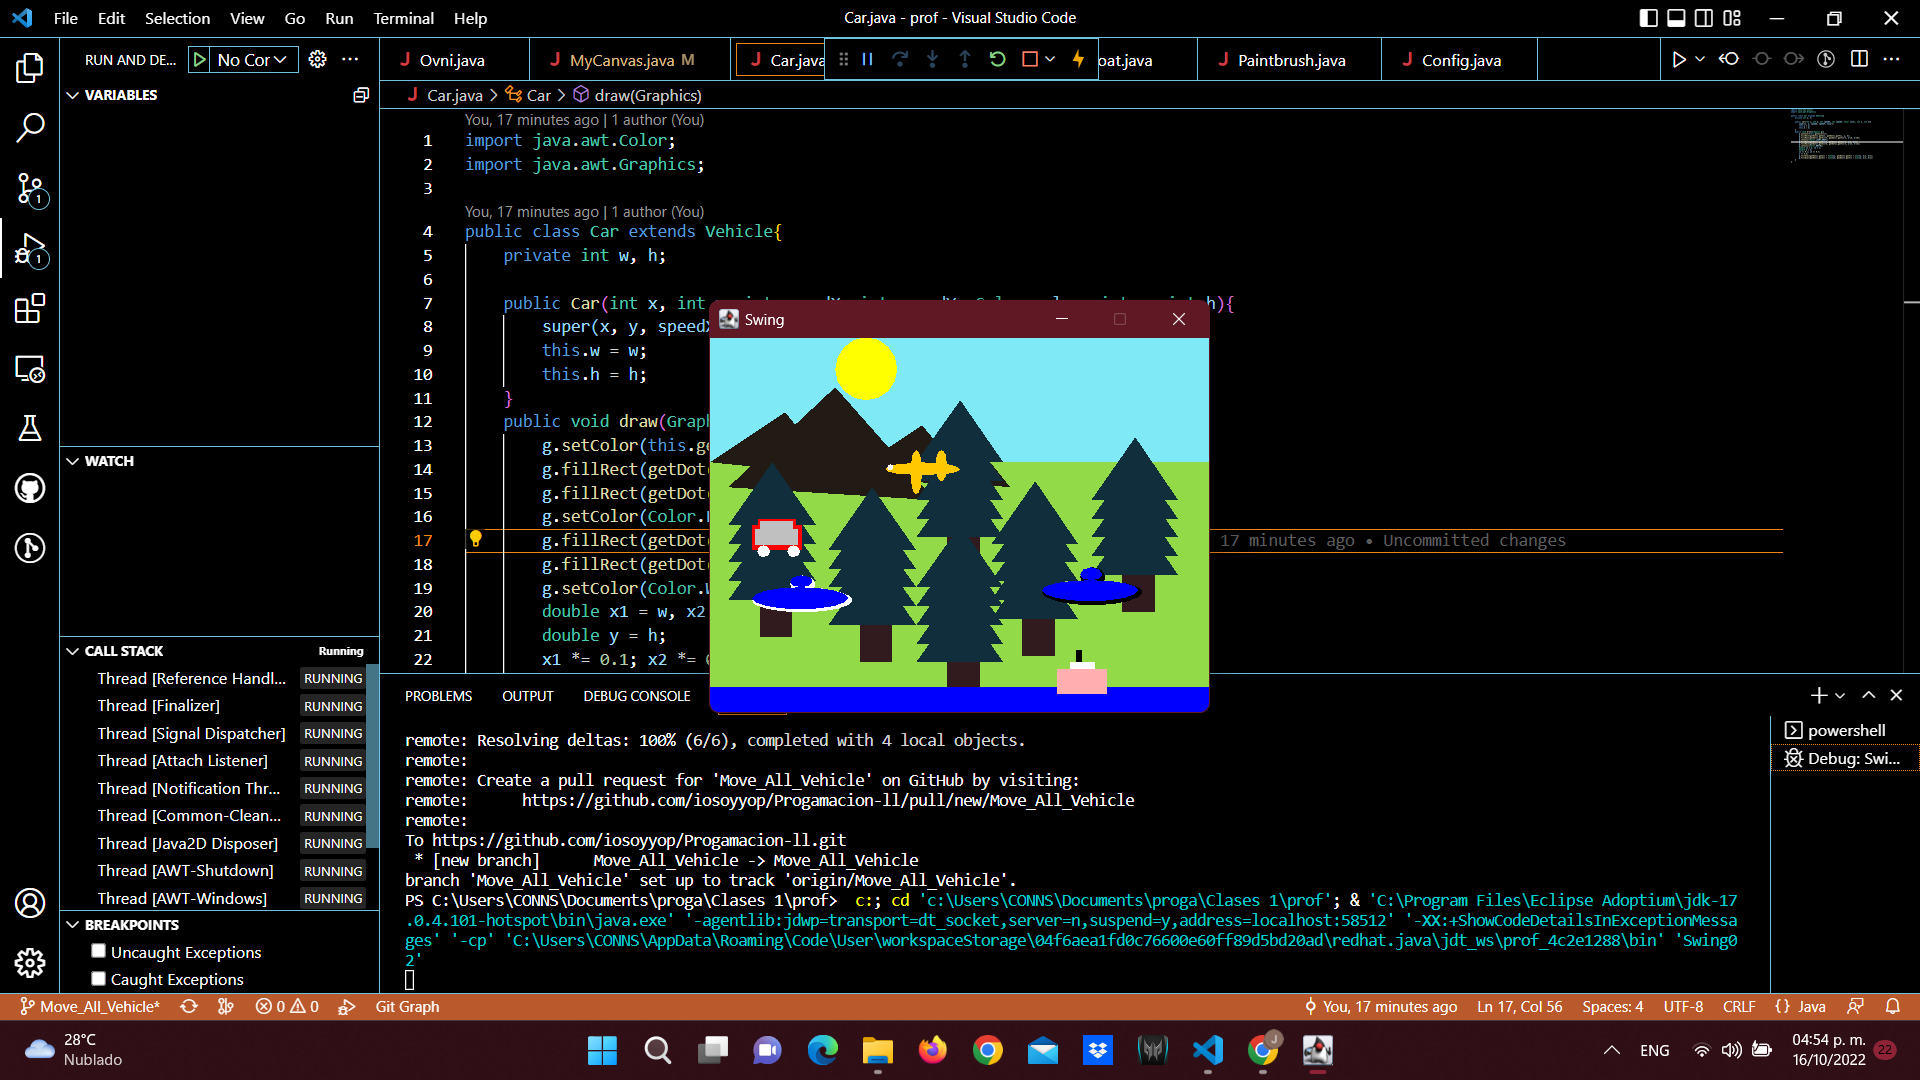 File Edit Selection View Go Run Terminal Help
Car.java - prof - Visual Studio Code
RUN AND DE... No Cor
Ovni.java MyCanvas.java M Car.java oat.java Paintbrush.java Config.java
VARIABLES
Car.java > Car > draw(Graphics)
You, 17 minutes ago | 1 author (You)
1 import java.awt.Color;
2 import java.awt.Graphics;
3
You, 17 minutes ago | 1 author (You)
4 public class Car extends Vehicle{
5 private int w, h;
6
7 public Car(int x, int h){
8 super(x, y, speedX
9 this.w = w;
10 this.h = h;
11 }
12 public void draw(Graph
13 g.setColor(this.ge
14 g.fillRect(getDot
15 g.fillRect(getDot
16 g.setColor(Color.
17 g.fillRect(getDot 17 minutes ago • Uncommitted changes
18 g.fillRect(getDot
19 g.setColor(Color.W
20 double x1 = w, x2
21 double y = h;
22 x1 *= 0.1; x2 *= 0
Swing
WATCH
CALL STACK Running
Thread [Reference Handl... RUNNING
Thread [Finalizer] RUNNING
Thread [Signal Dispatcher] RUNNING
Thread [Attach Listener] RUNNING
Thread [Notification Thr... RUNNING
Thread [Common-Clean... RUNNING
Thread [Java2D Disposer] RUNNING
Thread [AWT-Shutdown] RUNNING
Thread [AWT-Windows] RUNNING
BREAKPOINTS
Uncaught Exceptions
Caught Exceptions
PROBLEMS OUTPUT DEBUG CONSOLE
remote: Resolving deltas: 100% (6/6), completed with 4 local objects.
remote:
remote: Create a pull request for 'Move_All_Vehicle' on GitHub by visiting:
remote: https://github.com/iosoyyop/Progamacion-ll/pull/new/Move_All_Vehicle
remote:
To https://github.com/iosoyyop/Progamacion-ll.git
* [new branch] Move_All_Vehicle -> Move_All_Vehicle
branch 'Move_All_Vehicle' set up to track 'origin/Move_All_Vehicle'.
PS C:\Users\CONNS\Documents\proga\Clases 1\prof> c:; cd 'c:\Users\CONNS\Documents\proga\Clases 1\prof'; & 'C:\Program Files\Eclipse Adoptium\jdk-17
.0.4.101-hotspot\bin\java.exe' '-agentlib:jdwp=transport=dt_socket,server=n,suspend=y,address=localhost:58512' '-XX:+ShowCodeDetailsInExceptionMessa
ges' '-cp' 'C:\Users\CONNS\AppData\Roaming\Code\User\workspaceStorage\04f6aea1fd0c76600e60ff89d5bd20ad\redhat.java\jdt_ws\prof_4c2e1288\bin' 'Swing0
2'
powershell
Debug: Swi...
Move_All_Vehicle* 0 0 Git Graph You, 17 minutes ago Ln 17, Col 56 Spaces: 4 UTF-8 CRLF {} Java
28°C
Nublado
ENG
04:54 p. m.
16/10/2022
22